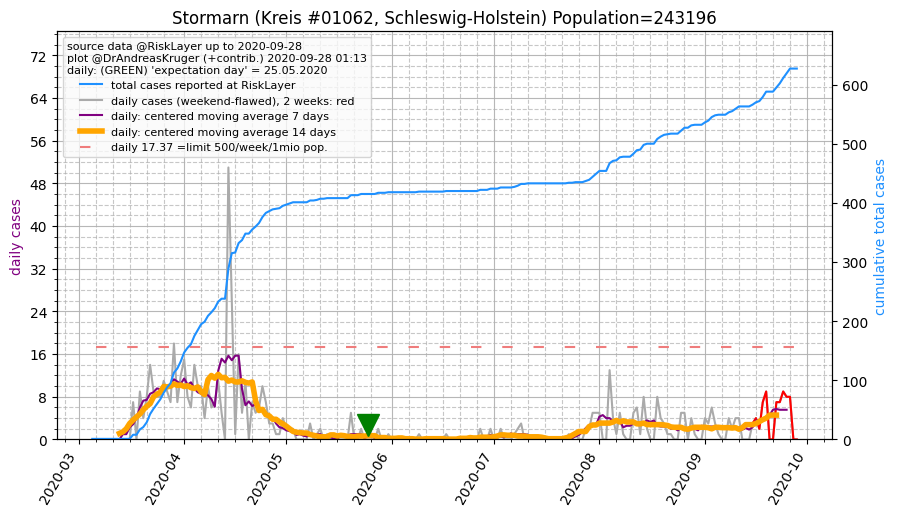 Stormarn (Kreis #01062, Schleswig-Holstein) Population=243196
source data @RiskLayer up to 2020-09-28
plot @DrAndreasKruger (+contrib.) 2020-09-28 01:13
daily: (GREEN) 'expectation day' = 25.05.2020
total cases reported at RiskLayer
daily cases (weekend-flawed), 2 weeks: red
daily: centered moving average 7 days
daily: centered moving average 14 days
daily 17.37 =limit 500/week/1mio pop.
daily cases
72
64
56
48
40
32
24
16
8
0
600
500
400
300
200
100
0
cumulative total cases
2020-03
2020-04
2020-05
2020-06
2020-07
2020-08
2020-09
2020-10